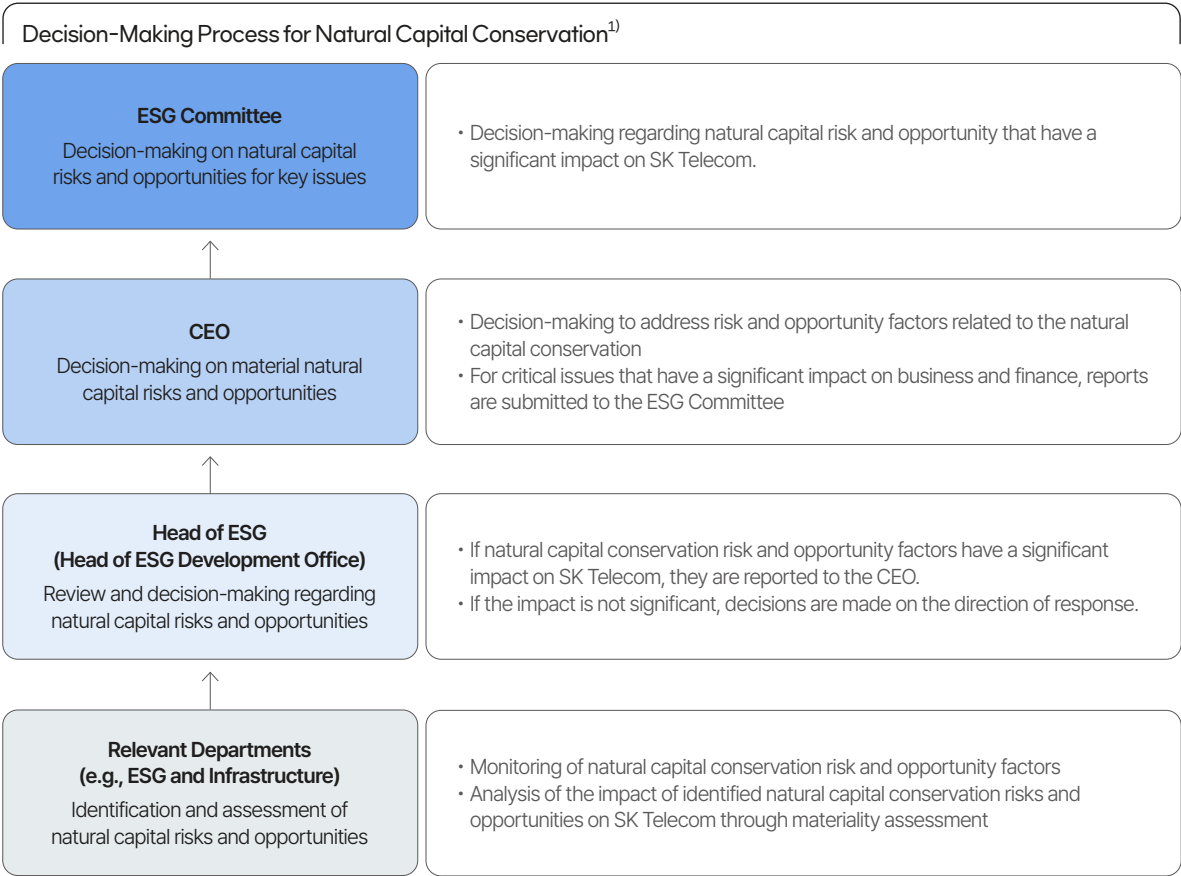 Decision-Making Process for Natural Capital Conservation1)
ESG Committee
Decision-making on natural capital
risks and opportunities for key issues
• Decision-making regarding natural capital risk and opportunity that have a
significant impact on SK Telecom.
CEO
Decision-making on material natural
capital risks and opportunities
• Decision-making to address risk and opportunity factors related to the natural
capital conservation
• For critical issues that have a significant impact on business and finance, reports
are submitted to the ESG Committee
Head of ESG
(Head of ESG Development Office)
Review and decision-making regarding
natural capital risks and opportunities
• If natural capital conservation risk and opportunity factors have a significant
impact on SK Telecom, they are reported to the CEO.
• If the impact is not significant, decisions are made on the direction of response.
Relevant Departments
(e.g., ESG and Infrastructure)
Identification and assessment of
natural capital risks and opportunities
• Monitoring of natural capital conservation risk and opportunity factors
• Analysis of the impact of identified natural capital conservation risks and
opportunities on SK Telecom through materiality assessment